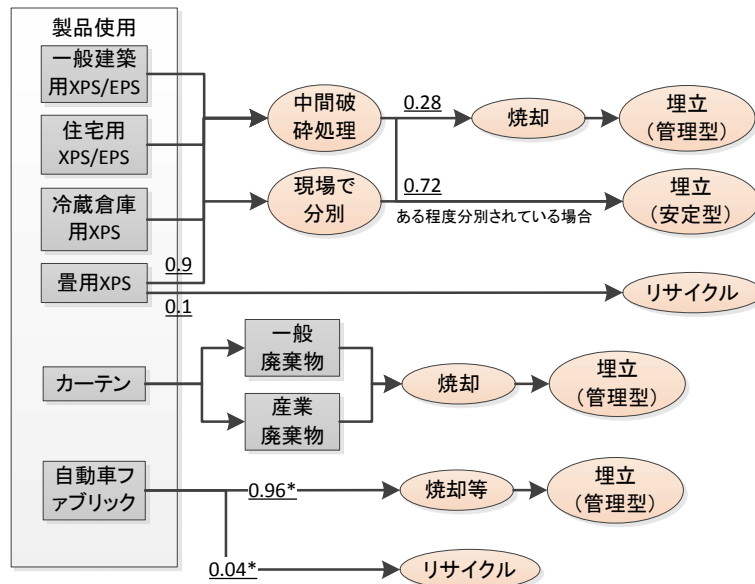 製品使用
一般建築
用XPS/EPS
住宅用
XPS/EPS
冷蔵倉庫
用XPS
畳用XPS
0.9
0.1
中間破
砕処理
現場で
分別
0.28
0.72
ある程度分別されている場合
焼却
埋立
（管理型）
埋立
（安定型）
リサイクル
カーテン
一般
廃棄物
産業
廃棄物
焼却
埋立
（管理型）
自動車フ
ァブリック
0.96*
0.04*
焼却等
埋立
（管理型）
リサイクル